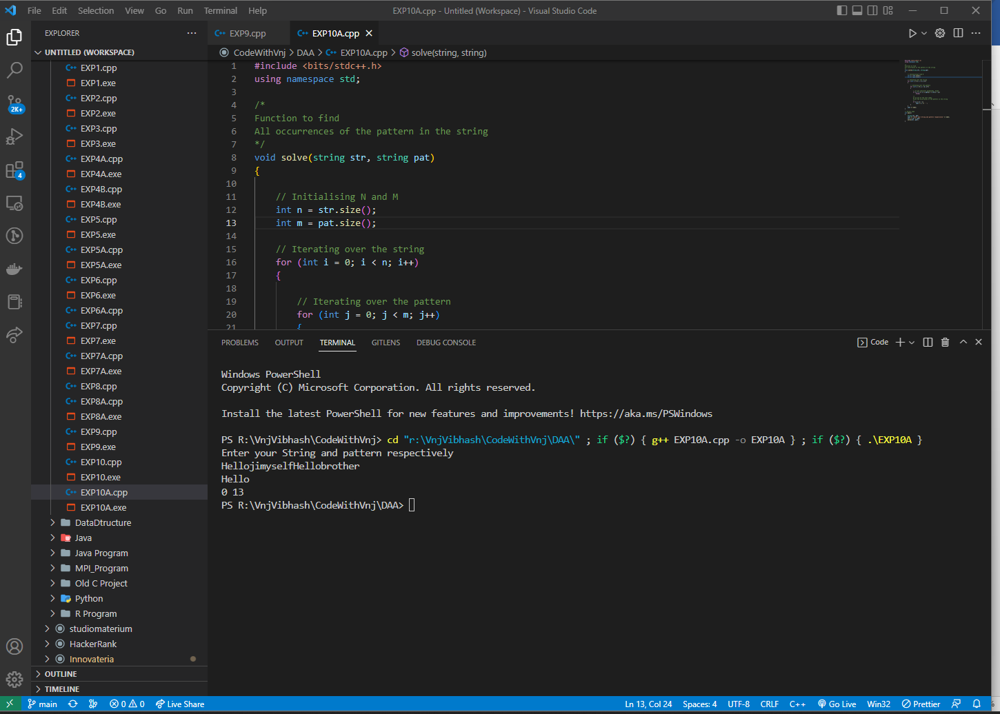 File Edit Selection View Go Run Terminal Help
EXP10A.cpp - Untitled (Workspace) - Visual Studio Code
EXPLORER
UNTITLED (WORKSPACE)
EXP1.cpp
EXP1.exe
EXP2.cpp
EXP2.exe
EXP3.cpp
EXP3.exe
EXP4A.cpp
EXP4A.exe
EXP4B.cpp
EXP4B.exe
EXP5.cpp
EXP5.exe
EXP5A.cpp
EXP5A.exe
EXP6.cpp
EXP6.exe
EXP6A.cpp
EXP7.cpp
EXP7.exe
EXP7A.cpp
EXP7A.exe
EXP8.cpp
EXP8A.cpp
EXP8A.exe
EXP9.cpp
EXP9.exe
EXP10.cpp
EXP10.exe
EXP10A.cpp
EXP10A.exe
DataDtructure
Java
Java Program
MPI_Program
Old C Project
Python
R Program
studiomaterium
HackerRank
Innovateria
OUTLINE
TIMELINE
2K+
4
EXP9.cpp EXP10A.cpp
CodeWithVnj > DAA > EXP10A.cpp > solve(string, string)
1 #include <bits/stdc++.h>
2 using namespace std;
3
4 /*
5 Function to find
6 All occurrences of the pattern in the string
7 */
8 void solve(string str, string pat)
9 {
10
11 // Initialising N and M
12 int n = str.size();
13 int m = pat.size();
14
15 // Iterating over the string
16 for (int i = 0; i < n; i++)
17 {
18
19 // Iterating over the pattern
20 for (int j = 0; j < m; j++)
21 {
PROBLEMS OUTPUT TERMINAL GITLENS DEBUG CONSOLE
Code
Windows PowerShell
Copyright (C) Microsoft Corporation. All rights reserved.
Install the latest PowerShell for new features and improvements! https://aka.ms/PSWindows
PS R:\VnjVibhash\CodeWithVnj> cd "r:\VnjVibhash\CodeWithVnj\DAA\" ; if ($?) { g++ EXP10A.cpp -o EXP10A } ; if ($?) { .\EXP10A }
Enter your String and pattern respectively
HellojimyselfHellobrother
Hello
0 13
PS R:\VnjVibhash\CodeWithVnj\DAA>
main 0 0 Live Share
Ln 13, Col 24 Spaces: 4 UTF-8 CRLF C++ Go Live Win32 Prettier